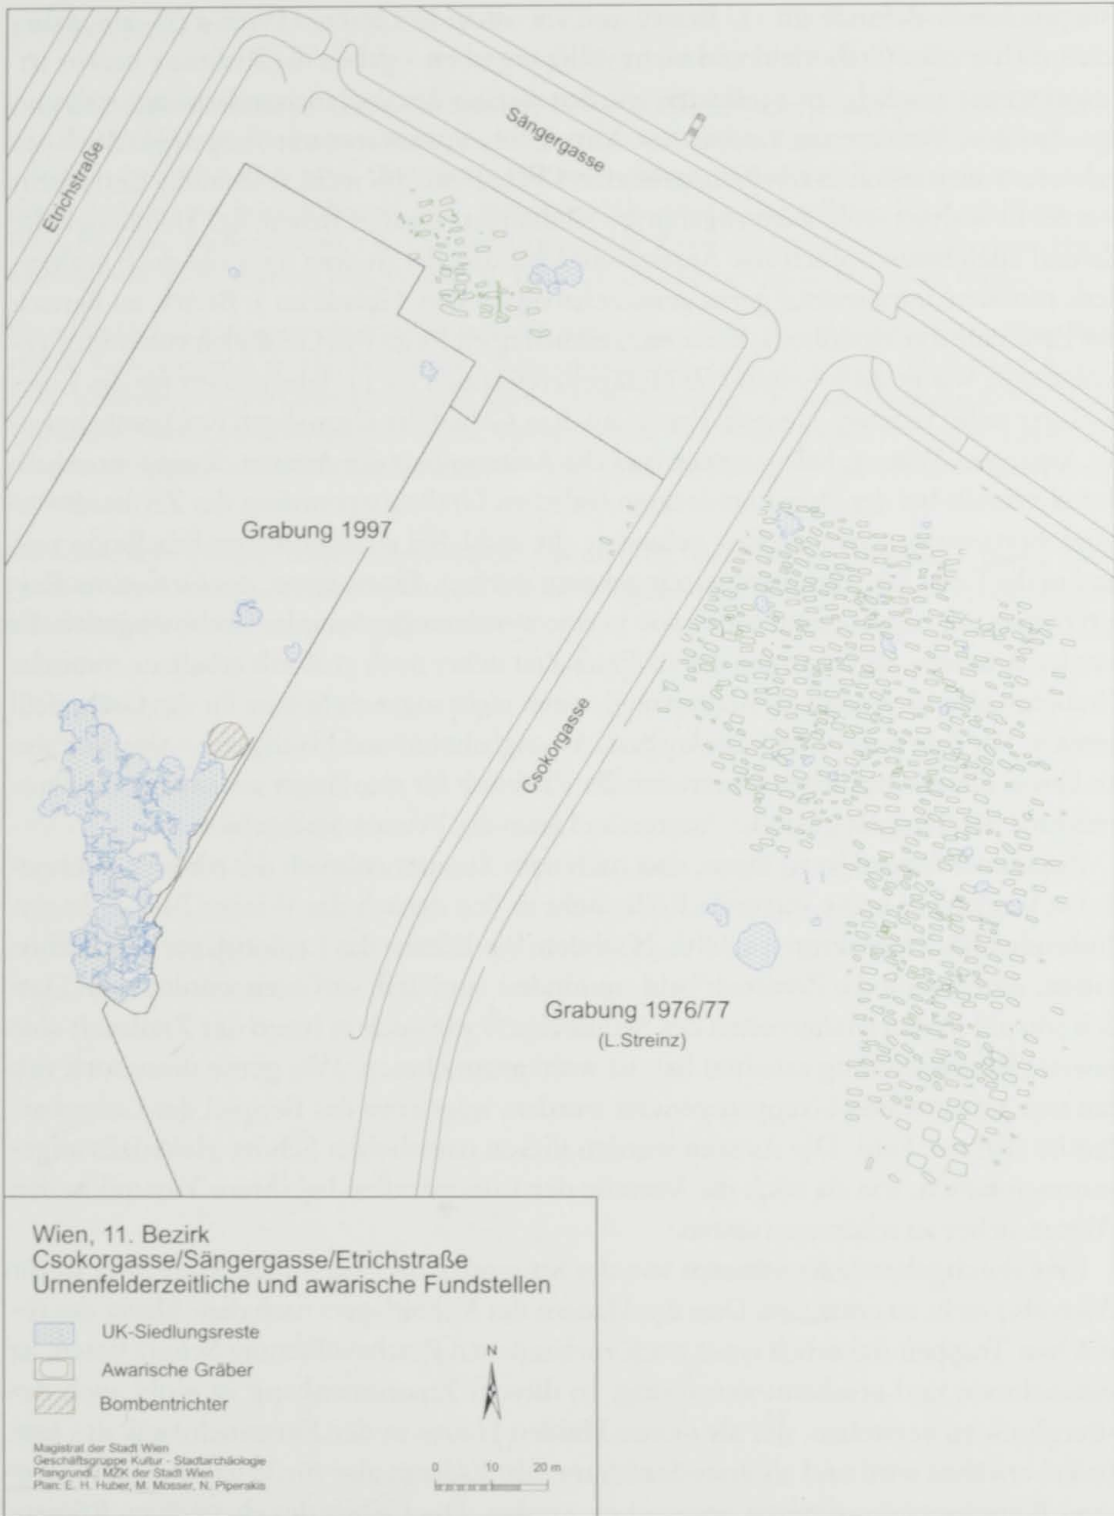 Sängergasse
Etrichstraße
Grabung 1997
Csokorgasse
Grabung 1976/77
(L.Streinz)
Wien, 11. Bezirk
Csokorgasse/Sängergasse/Etrichstraße
Urnenfelderzeitliche und awarische Fundstellen
UK-Siedlungsreste
Awarische Gräber
Bombentrichter
N
Magistrat der Stadt Wien
Geschäftsgruppe Kultur - Stadtarchäologie
Plangrundl.: MZK der Stadt Wien
Plan: E. H. Huber, M. Mosser, N. Piperakis
0 10 20 m